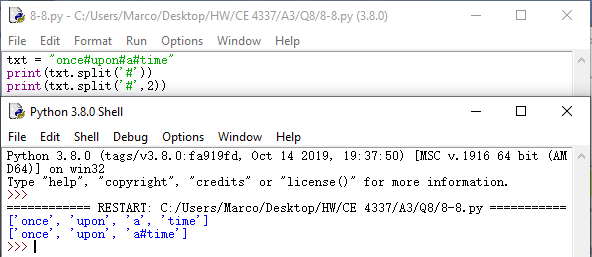 8-8.py - C:/Users/Marco/Desktop/HW/CE 4337/A3/Q8/8-8.py (3.8.0)
File Edit Format Run Options Window Help
txt = "once#upon#a#time"
print(txt.split('#'))
print(txt.split('#',2))
Python 3.8.0 Shell
File Edit Shell Debug Options Window Help
Python 3.8.0 (tags/v3.8.0:fa919fd, Oct 14 2019, 19:37:50) [MSC v.1916 64 bit (AM
D64)] on win32
Type "help", "copyright", "credits" or "license()" for more information.
>>>
============ RESTART: C:/Users/Marco/Desktop/HW/CE 4337/A3/Q8/8-8.py ===========
['once', 'upon', 'a', 'time']
['once', 'upon', 'a#time']
>>>